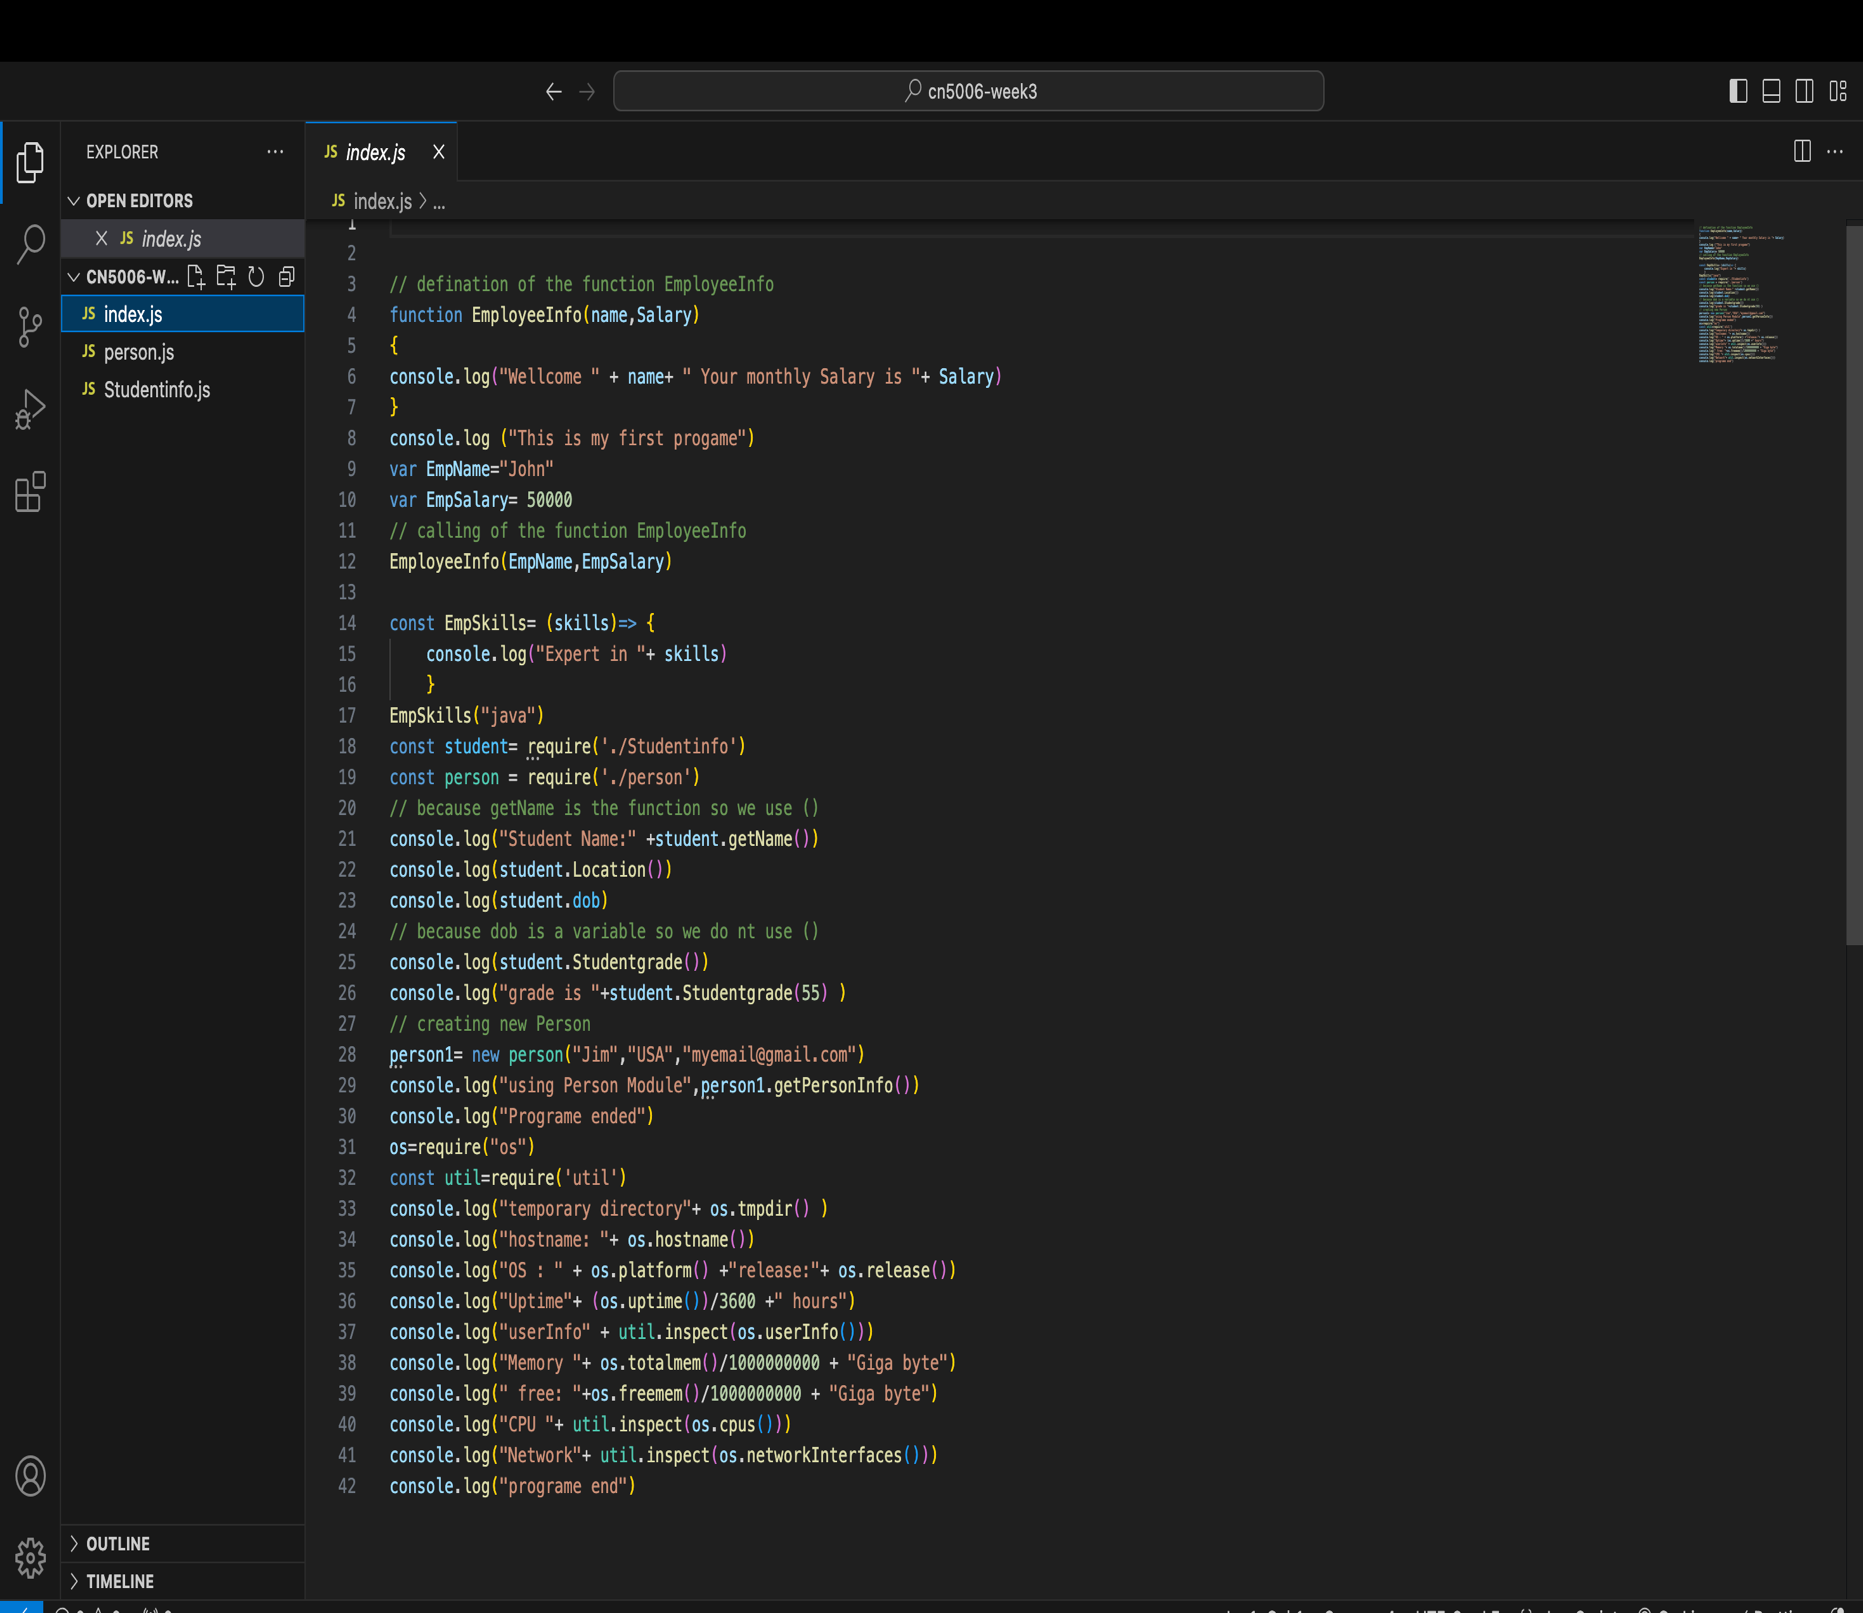 cn5006-week3
EXPLORER
JS index.js
JS index.js > ...
OPEN EDITORS
JS index.js
CN5006-W...
JS index.js
JS person.js
JS Studentinfo.js
OUTLINE
TIMELINE
1
2
3 // defination of the function EmployeeInfo
4 function EmployeeInfo(name,Salary)
5 {
6 console.log("Wellcome " + name+ " Your monthly Salary is "+ Salary)
7 }
8 console.log ("This is my first progame")
9 var EmpName="John"
10 var EmpSalary= 50000
11 // calling of the function EmployeeInfo
12 EmployeeInfo(EmpName,EmpSalary)
13
14 const EmpSkills= (skills)=> {
15 console.log("Expert in "+ skills)
16 }
17 EmpSkills("java")
18 const student= require('./Studentinfo')
19 const person = require('./person')
20 // because getName is the function so we use ()
21 console.log("Student Name:" +student.getName())
22 console.log(student.Location())
23 console.log(student.dob)
24 // because dob is a variable so we do nt use ()
25 console.log(student.Studentgrade())
26 console.log("grade is "+student.Studentgrade(55) )
27 // creating new Person
28 person1= new person("Jim","USA","myemail@gmail.com")
29 console.log("using Person Module",person1.getPersonInfo())
30 console.log("Programe ended")
31 os=require("os")
32 const util=require('util')
33 console.log("temporary directory"+ os.tmpdir() )
34 console.log("hostname: "+ os.hostname())
35 console.log("OS : " + os.platform() +"release:"+ os.release())
36 console.log("Uptime"+ (os.uptime())/3600 +" hours")
37 console.log("userInfo" + util.inspect(os.userInfo()))
38 console.log("Memory "+ os.totalmem()/1000000000 + "Giga byte")
39 console.log(" free: "+os.freemem()/1000000000 + "Giga byte")
40 console.log("CPU "+ util.inspect(os.cpus()))
41 console.log("Network"+ util.inspect(os.networkInterfaces()))
42 console.log("programe end")